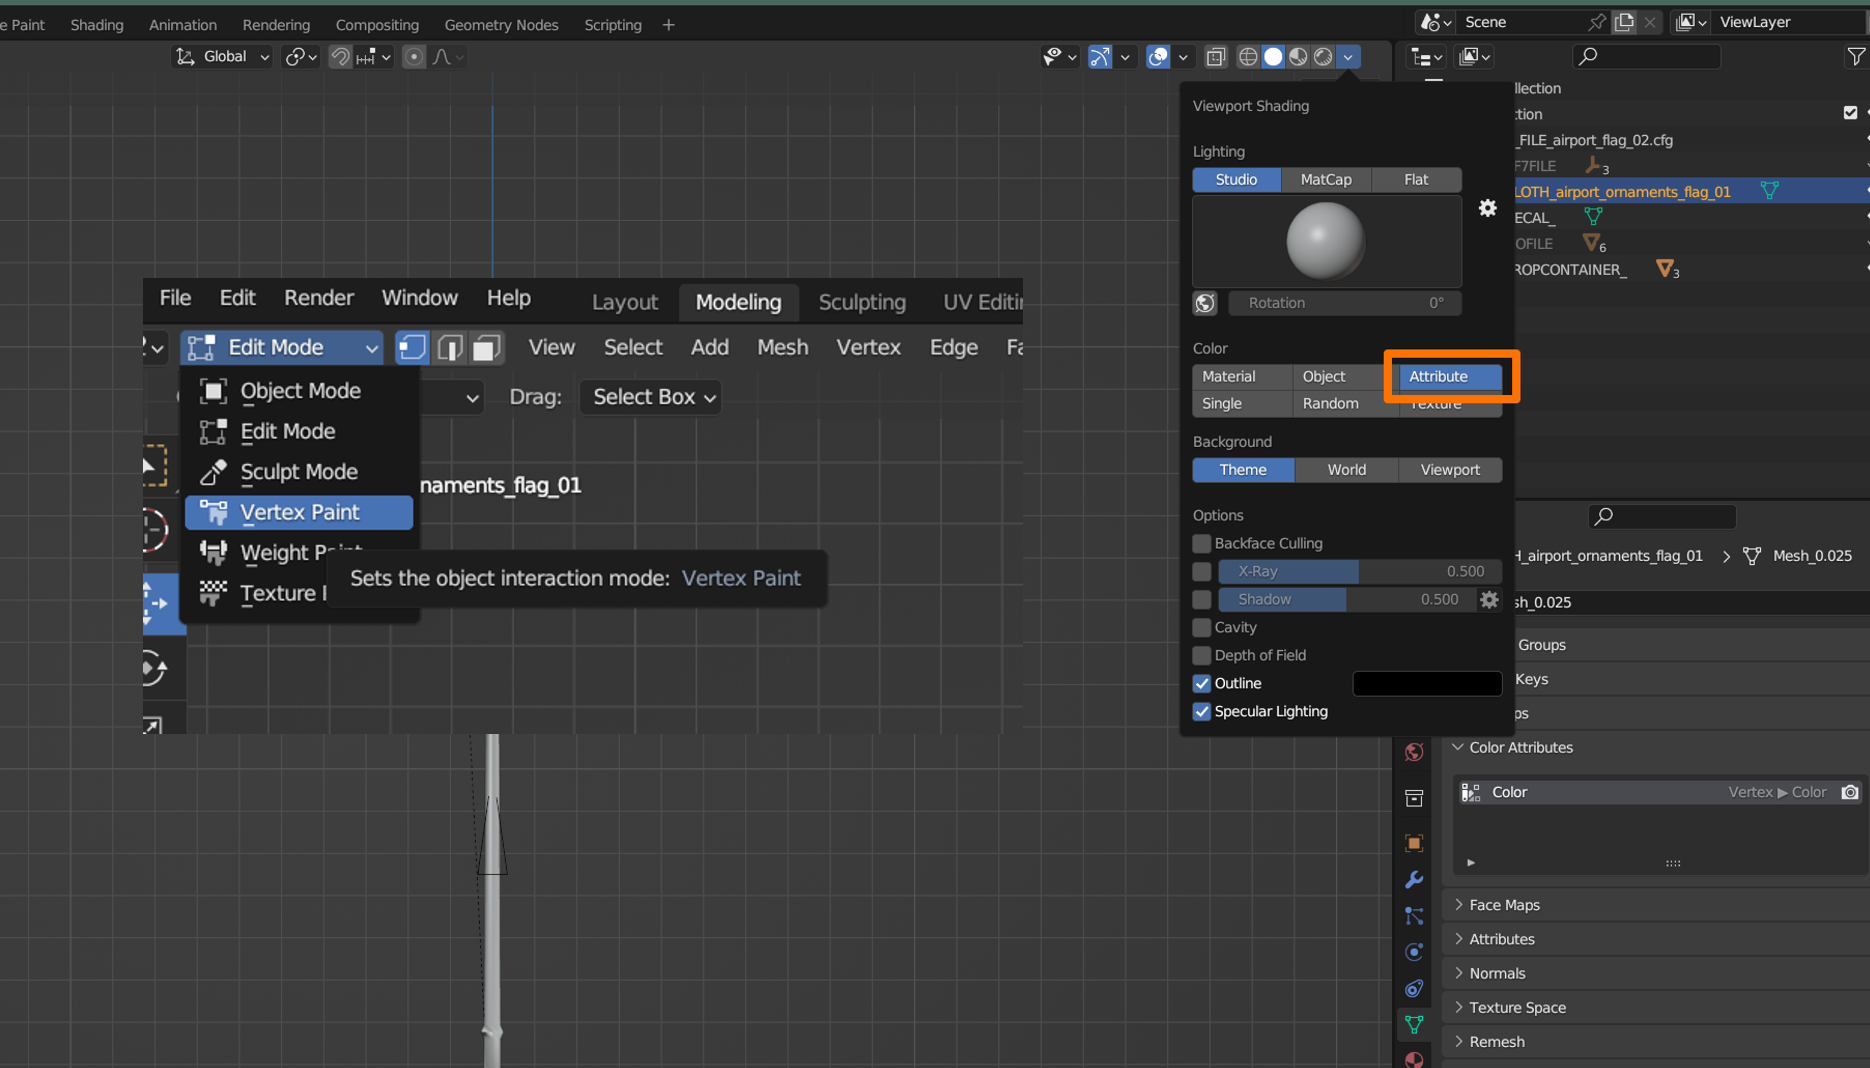 e Paint Shading Animation Rendering Compositing Geometry Nodes Scripting +
Scene
ViewLayer
Global
Viewport Shading
Lighting
Studio MatCap Flat
Rotation 0°
Color
Material Object Attribute
Single Random Texture
Background
Theme World Viewport
Options
Backface Culling
X-Ray 0.500
Shadow 0.500
Cavity
Depth of Field
Outline
Specular Lighting
llection
ction
_FILE_airport_flag_02.cfg
F7FILE 3
LOTH_airport_ornaments_flag_01
ECAL_
OFILE 6
ROPCONTAINER_ 3
File Edit Render Window Help Layout Modeling Sculpting UV Editin
Edit Mode View Select Add Mesh Vertex Edge Fa
Drag: Select Box
Object Mode
Edit Mode
Sculpt Mode
naments_flag_01
Vertex Paint
Weight Paint
Sets the object interaction mode: Vertex Paint
Texture P
H_airport_ornaments_flag_01 > Mesh_0.025
sh_0.025
Groups
Keys
ps
Color Attributes
Color Vertex ▶ Color
Face Maps
Attributes
Normals
Texture Space
Remesh